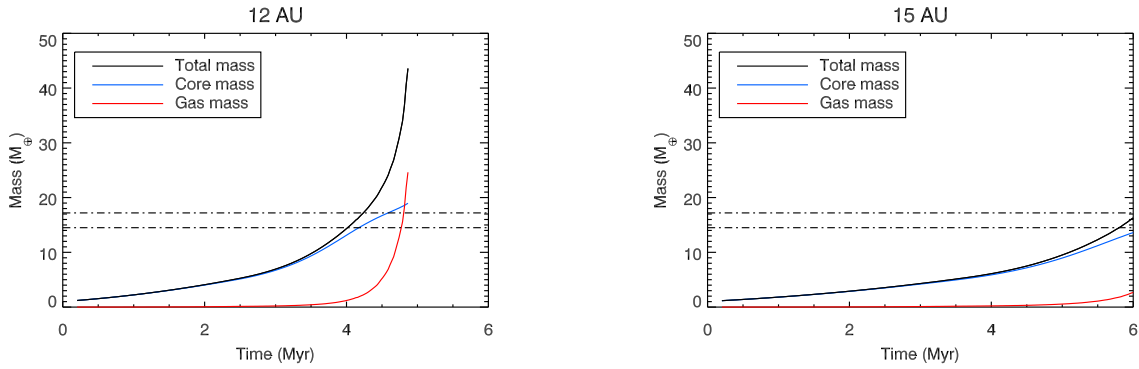 12 AU
50
40
30
20
10
0
Mass (M⊕)
Total mass
Core mass
Gas mass
0 2 4 6
Time (Myr)
15 AU
50
40
30
20
10
0
Mass (M⊕)
Total mass
Core mass
Gas mass
0 2 4 6
Time (Myr)